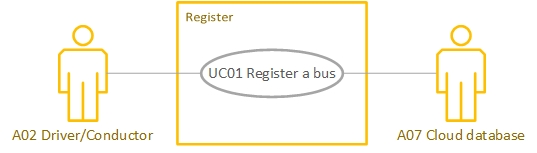 Register
UC01 Register a bus
A02 Driver/Conductor
A07 Cloud database